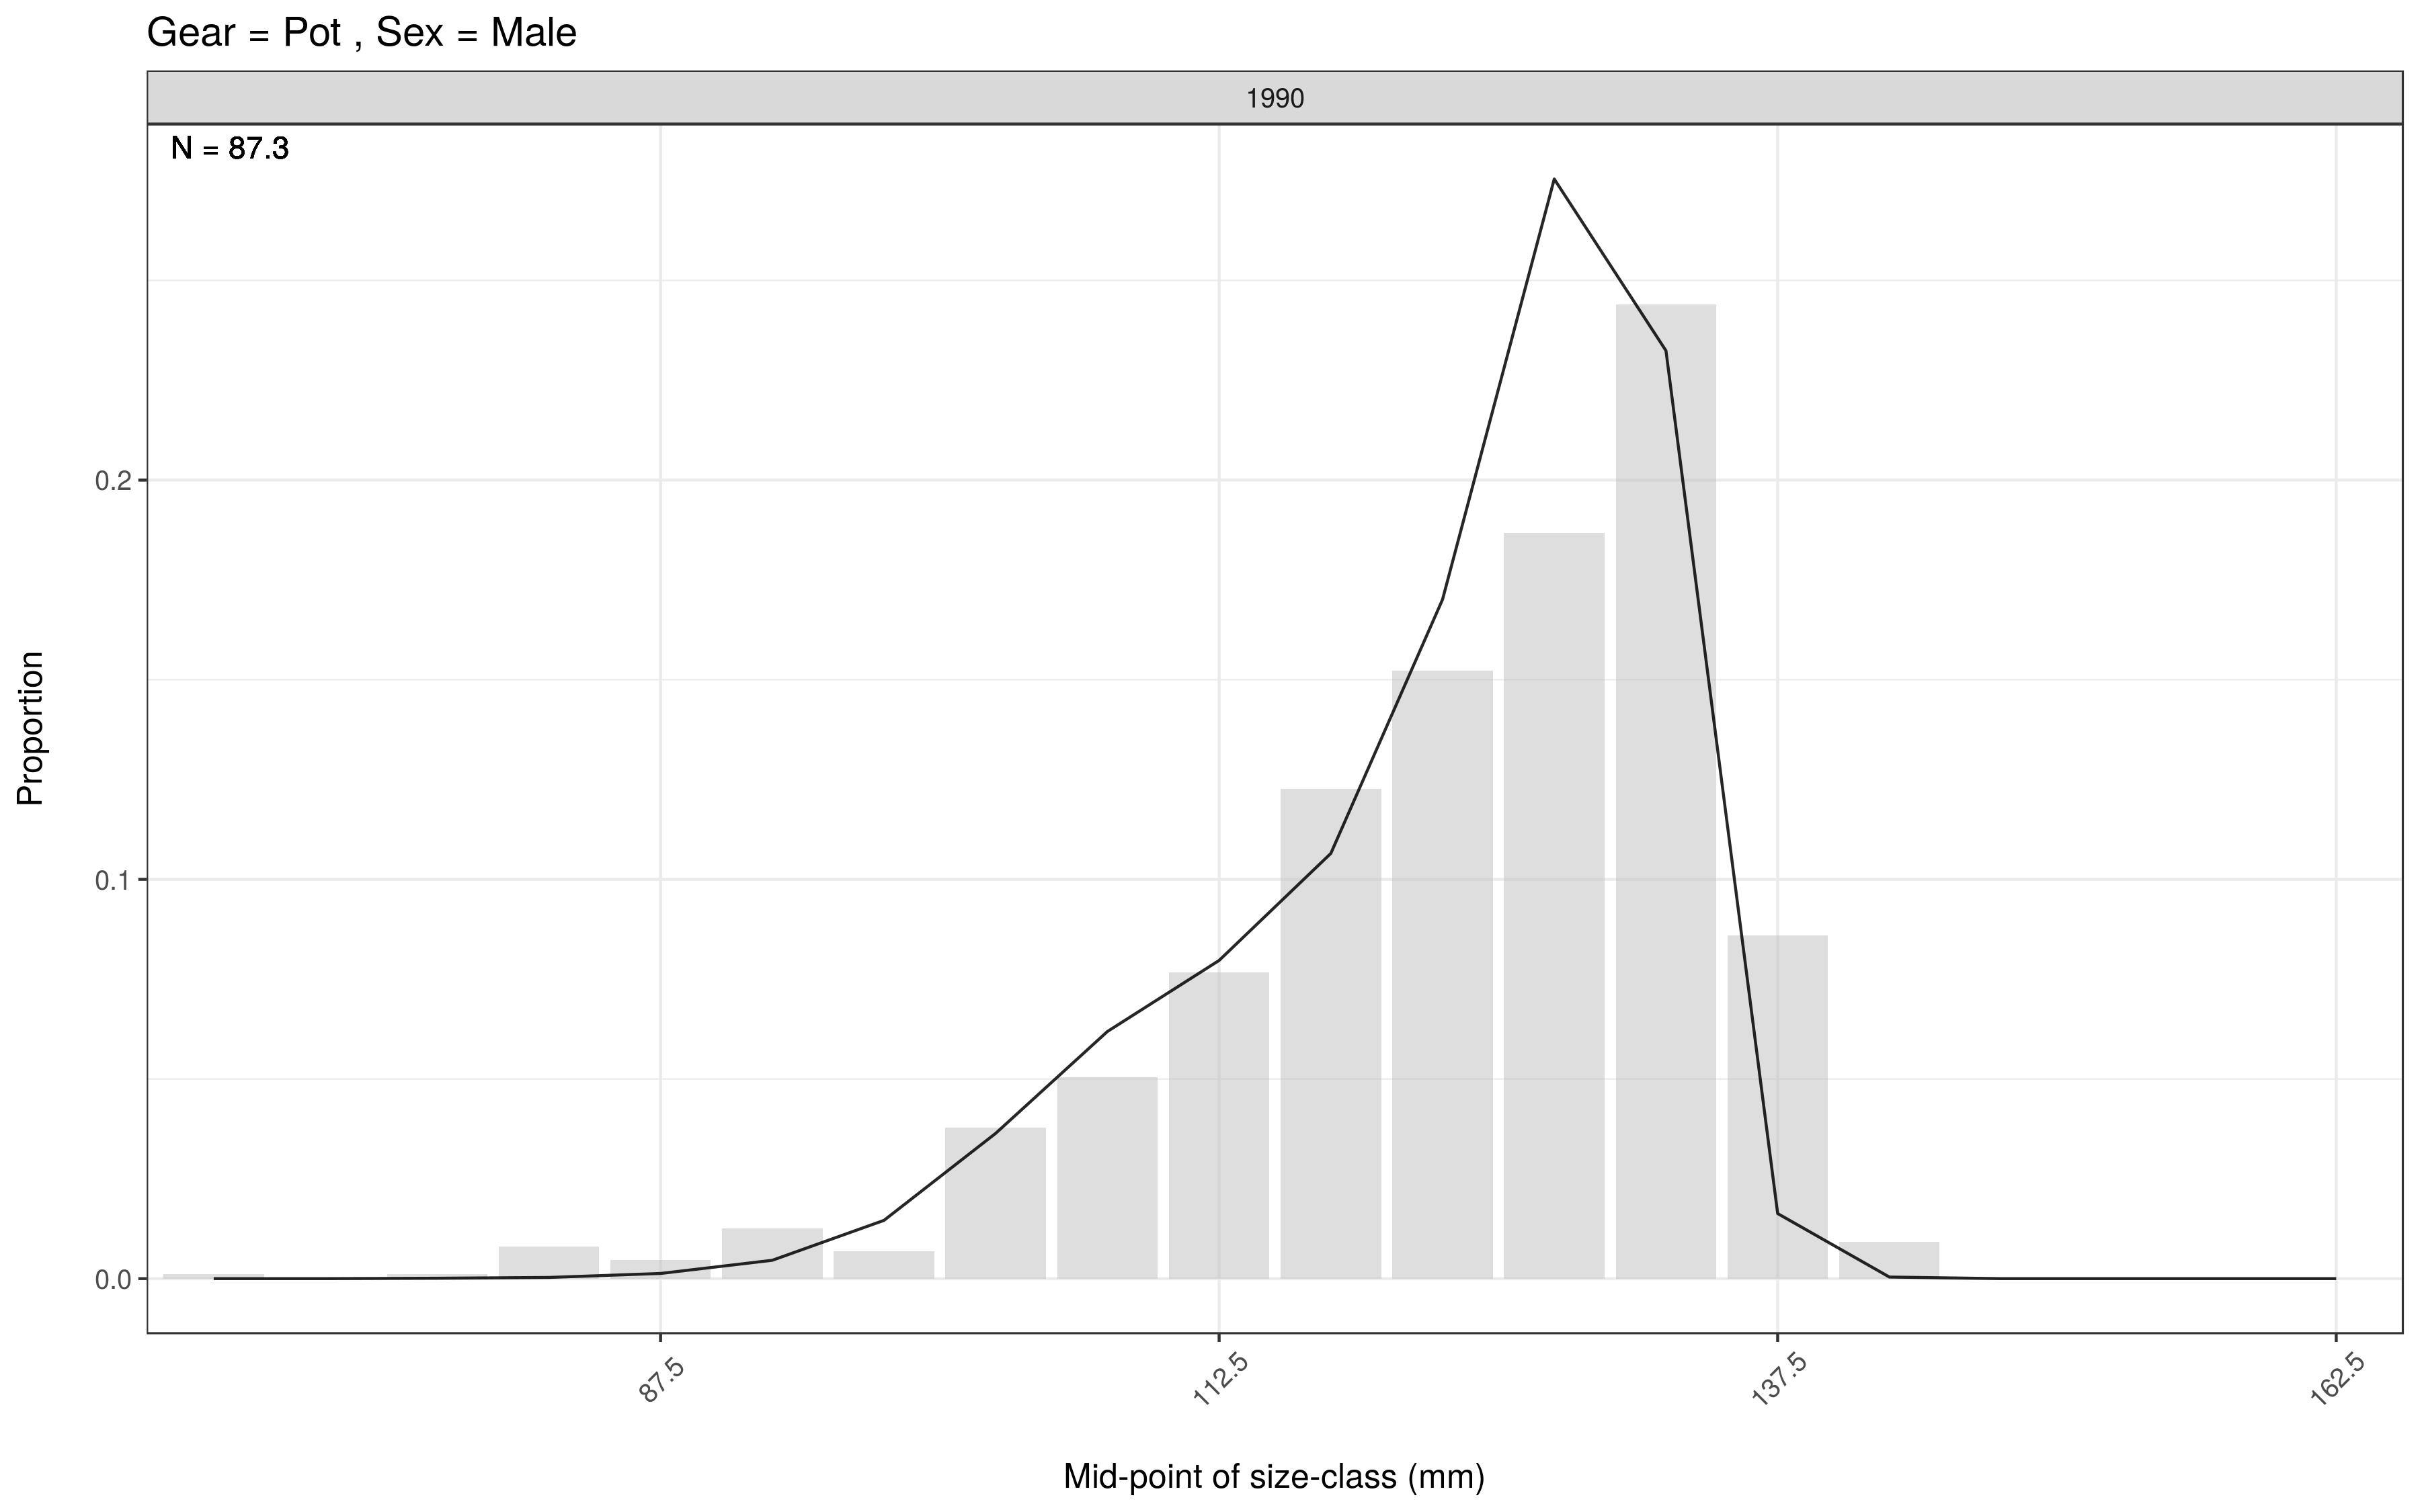 Gear = Pot , Sex = Male
1990
N = 87.3
Proportion
0.2
0.1
0.0
87.5
112.5
137.5
162.5
Mid-point of size-class (mm)